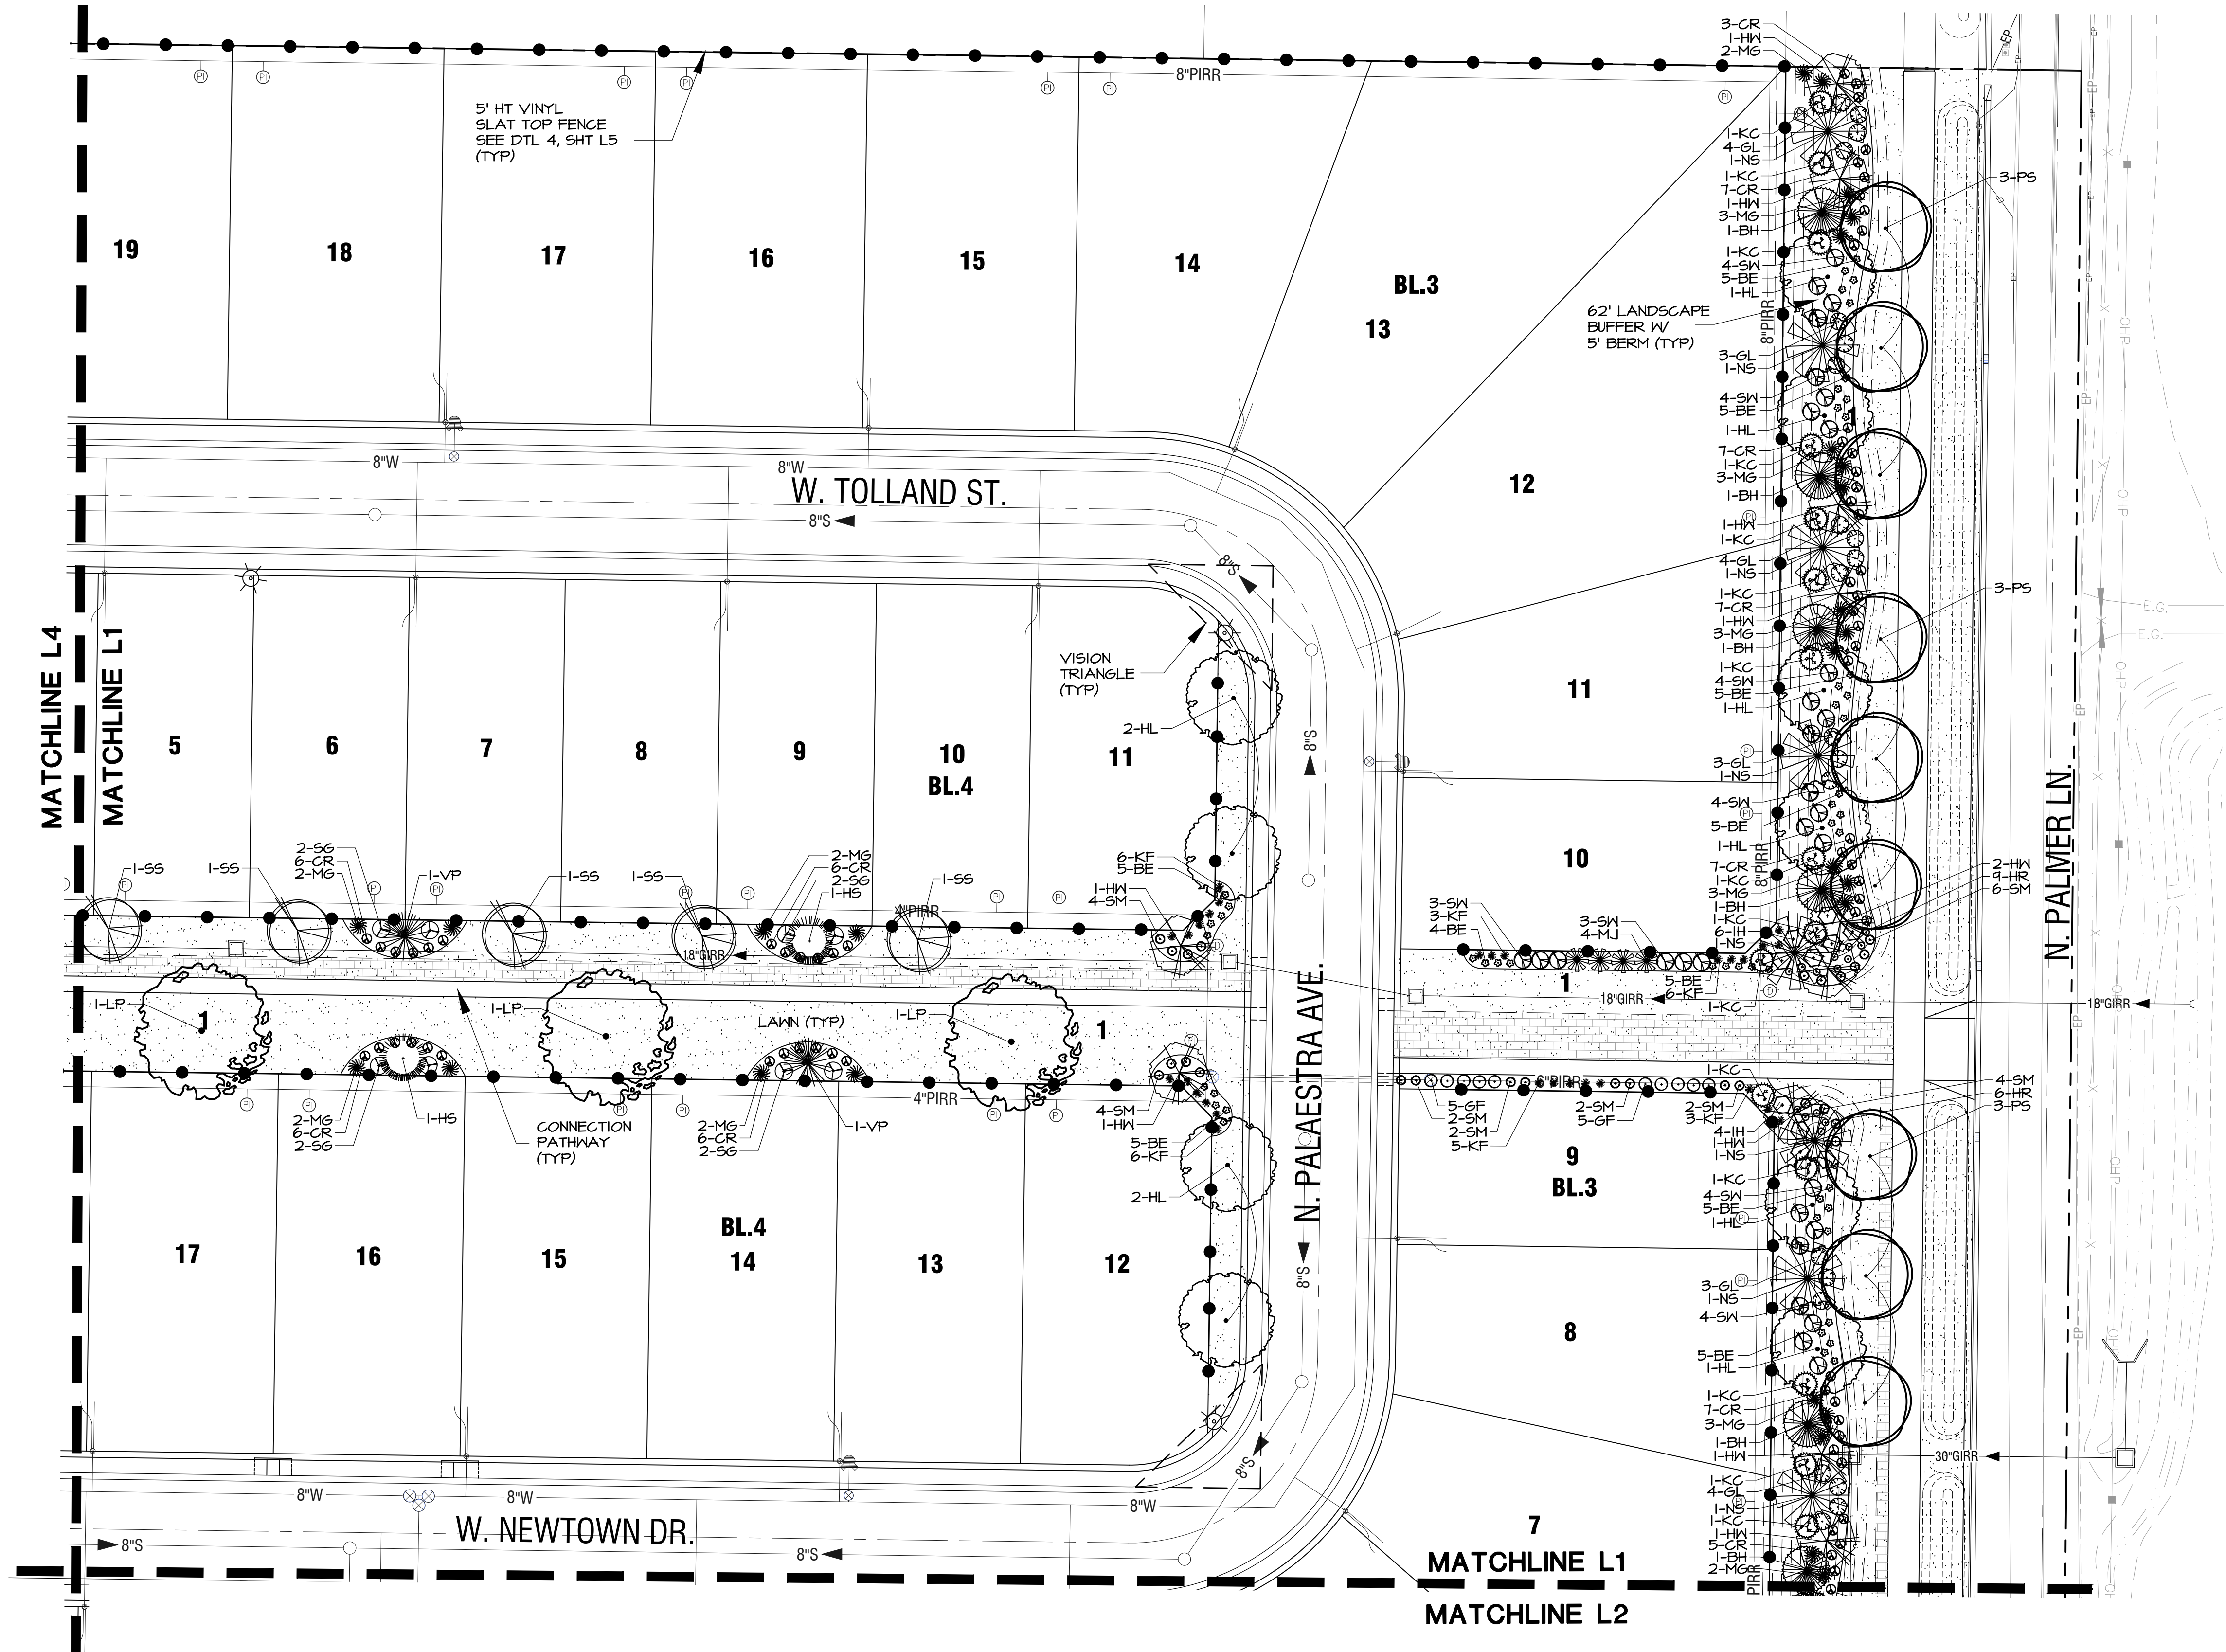 3-CR
1-HW
2-MG
EP
8"PIRR
5' HT VINYL
SLAT TOP FENCE
SEE DTL 4, SHT L5
(TYP)
1-KC
4-GL
1-NS
1-KC
7-CR
1-HW
3-MG
1-BH
3-PS
19
18
17
16
15
14
BL.3
13
1-KC
4-SW
5-BE
1-HL
62' LANDSCAPE
BUFFER W/
5' BERM (TYP)
8"PIRR
3-GL
1-NS
4-SW
5-BE
1-HL
1
7-CR
1-KC
3-MG
1-BH
1-HW
1-KC
4-GL
1-NS
OHP
8"W
8"W
W. TOLLAND ST.
8"S
8"S
12
1-KC
7-CR
1-HW
3-MG
1-BH
3-PS
E.G.
E.G.
1-KC
4-SW
5-BE
1-HL
MATCHLINE L4
MATCHLINE L1
VISION
TRIANGLE
(TYP)
2-HL
8"S
11
3-GL
1-NS
5
6
7
8
9
10
BL.4
11
N. PALMER LN.
4-SW
5-BE
1-HL
10
8"PIRR
7-CR
1-KC
3-MG
1-BH
1-KC
6-IH
1-NS
2-HW
9-HR
6-SM
1-SS
1-SS
2-SG
6-CR
2-MG
1-VP
1-SS
1-SS
2-MG
6-CR
2-SG
1-HS
1-SS
4"PIRR
6-KF
5-BE
1-HW
4-SM
3-SW
3-KF
4-BE
3-SW
4-MJ
5-BE
6-KF
1-KC
18"GIRR
18"GIRR
18"GIRR
1
1-LP
1
1-LP
LAWN (TYP)
1-LP
1
N. PALAESTRA AVE.
6"PIRR
1-KC
4-SM
6-HR
3-PS
4"PIRR
2-MG
6-CR
2-SG
1-HS
CONNECTION
PATHWAY
(TYP)
2-MG
6-CR
2-SG
1-VP
4-SM
1-HW
5-BE
6-KF
2-HL
5-GF
2-SM
2-SM
5-KF
2-SM
5-GF
2-SM
3-KF
4-IH
1-HW
1-NS
9
BL.3
1-KC
4-SW
5-BE
1-HL
17
16
15
BL.4
14
13
12
8"S
3-GL
1-NS
4-SW
8
5-BE
1-HL
1-KC
7-CR
3-MG
1-BH
1-HW
30"GIRR
8"S
1-KC
4-GL
1-NS
1-KC
1-HW
5-CR
1-BH
2-MG
8"W
8"W
8"W
W. NEWTOWN DR.
8"S
8"S
7
PIRR
MATCHLINE L1
MATCHLINE L2